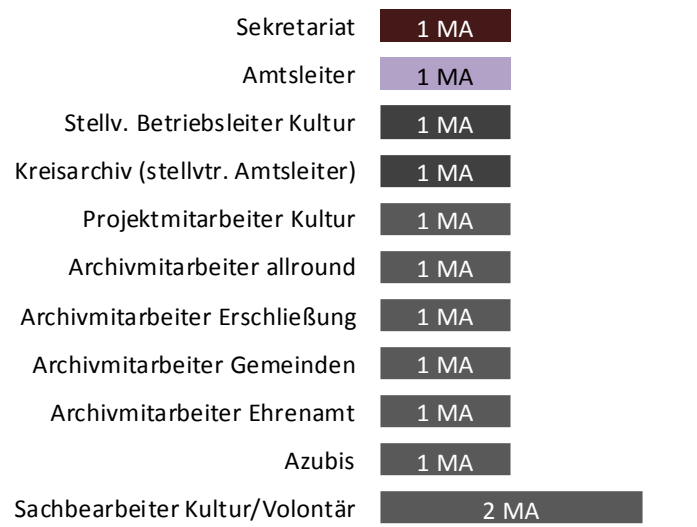 Sekretariat 1 MA
Amtsleiter 1 MA
Stellv. Betriebsleiter Kultur 1 MA
Kreisarchiv (stellvtr. Amtsleiter) 1 MA
Projektmitarbeiter Kultur 1 MA
Archivmitarbeiter allround 1 MA
Archivmitarbeiter Erschließung 1 MA
Archivmitarbeiter Gemeinden 1 MA
Archivmitarbeiter Ehrenamt 1 MA
Azubis 1 MA
Sachbearbeiter Kultur/Volontär 2 MA